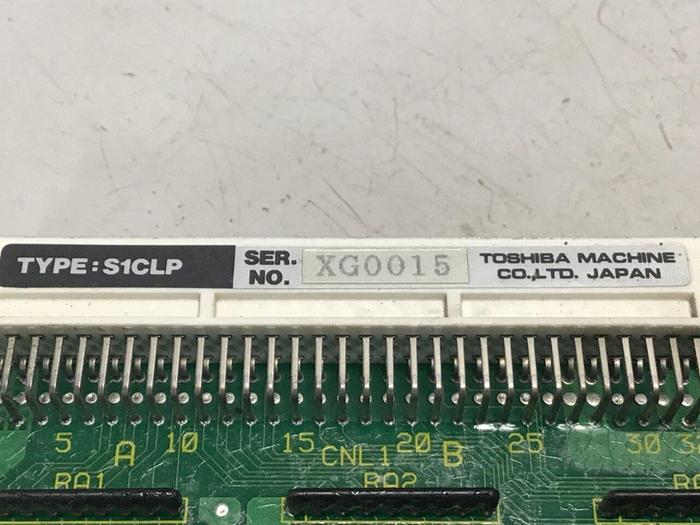 TYPE:S1CLP
SER. NO.
XG0015
TOSHIBA MACHINE
CO.,LTD. JAPAN
5 A 10 15 CNL1 20 B 25 30
RA1 RA2